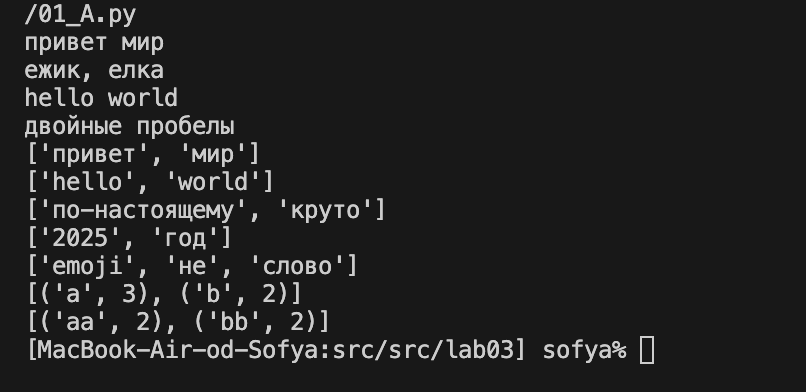 /01_A.py
привет мир
ежик, елка
hello world
двойные пробелы
['привет', 'мир']
['hello', 'world']
['по-настоящему', 'круто']
['2025', 'год']
['emoji', 'не', 'слово']
[('a', 3), ('b', 2)]
[('aa', 2), ('bb', 2)]
[MacBook-Air-od-Sofya:src/src/lab03] sofya%